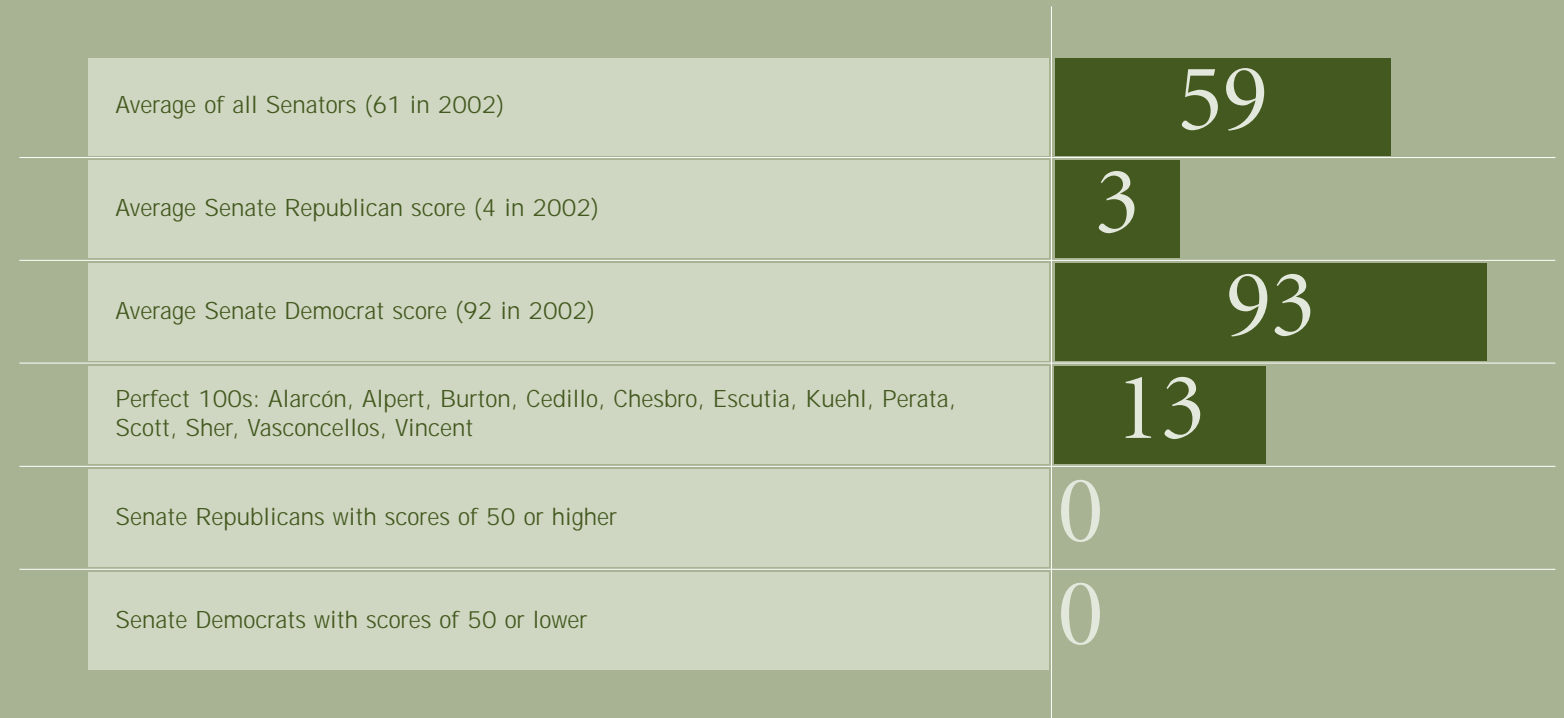 Average of all Senators (61 in 2002)
59
Average Senate Republican score (4 in 2002)
3
Average Senate Democrat score (92 in 2002)
93
Perfect 100s: Alarcón, Alpert, Burton, Cedillo, Chesbro, Escutia, Kuehl, Perata,
Scott, Sher, Vasconcellos, Vincent
13
Senate Republicans with scores of 50 or higher
0
Senate Democrats with scores of 50 or lower
0